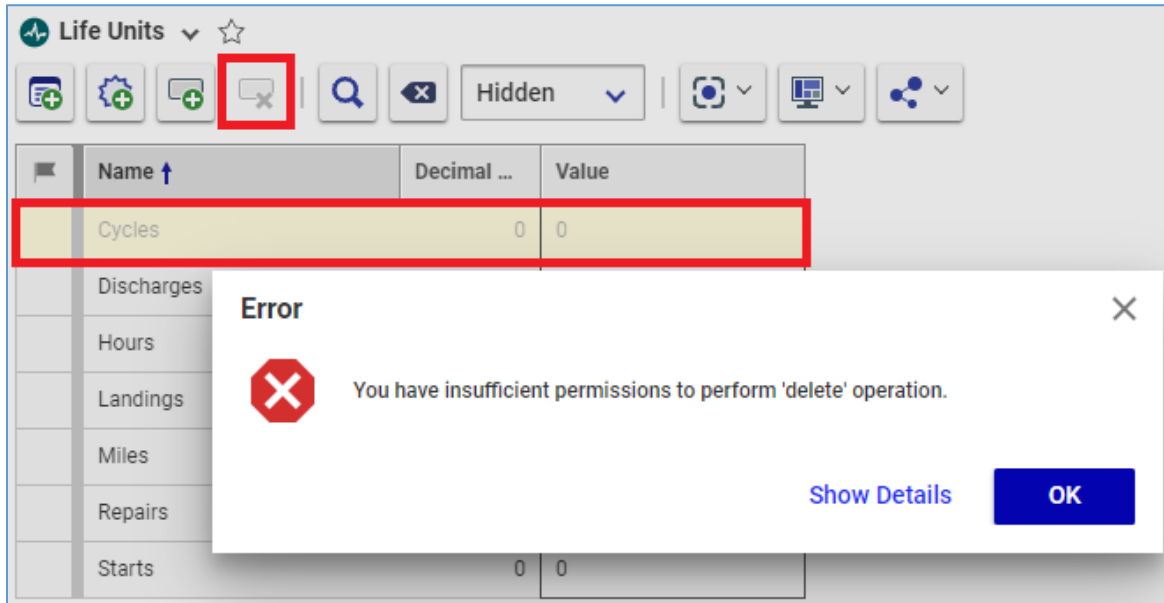 Life Units
Hidden
Name Decimal ... Value
Cycles 0 0
Discharges
Hours
Landings
Miles
Repairs
Starts 0 0
Error
You have insufficient permissions to perform 'delete' operation.
Show Details OK